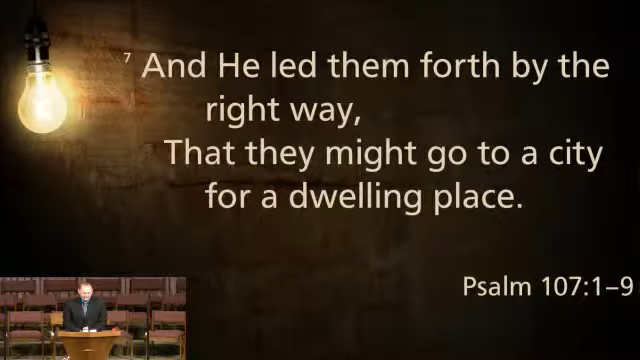 7 And He led them forth by the
right way,
That they might go to a city
for a dwelling place.
Psalm 107:1–9